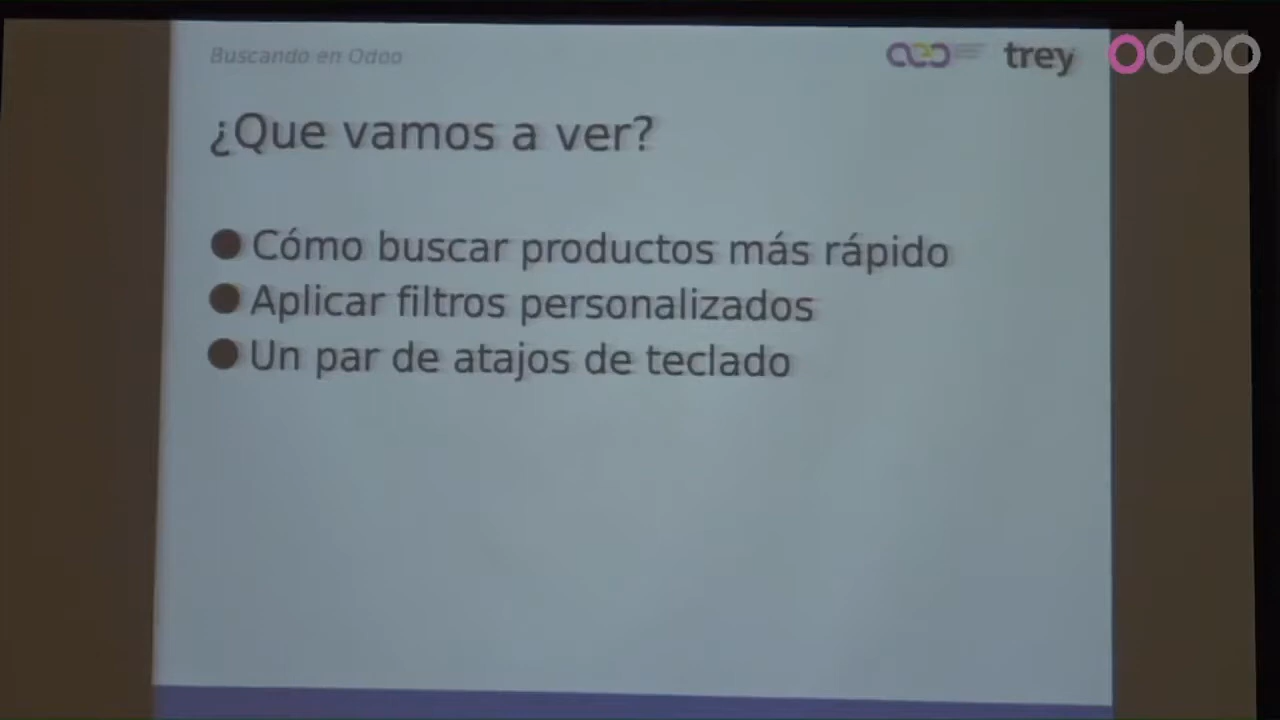 Buscando en Odoo
trey
odoo
¿Que vamos a ver?
Cómo buscar productos más rápido
Aplicar filtros personalizados
Un par de atajos de teclado